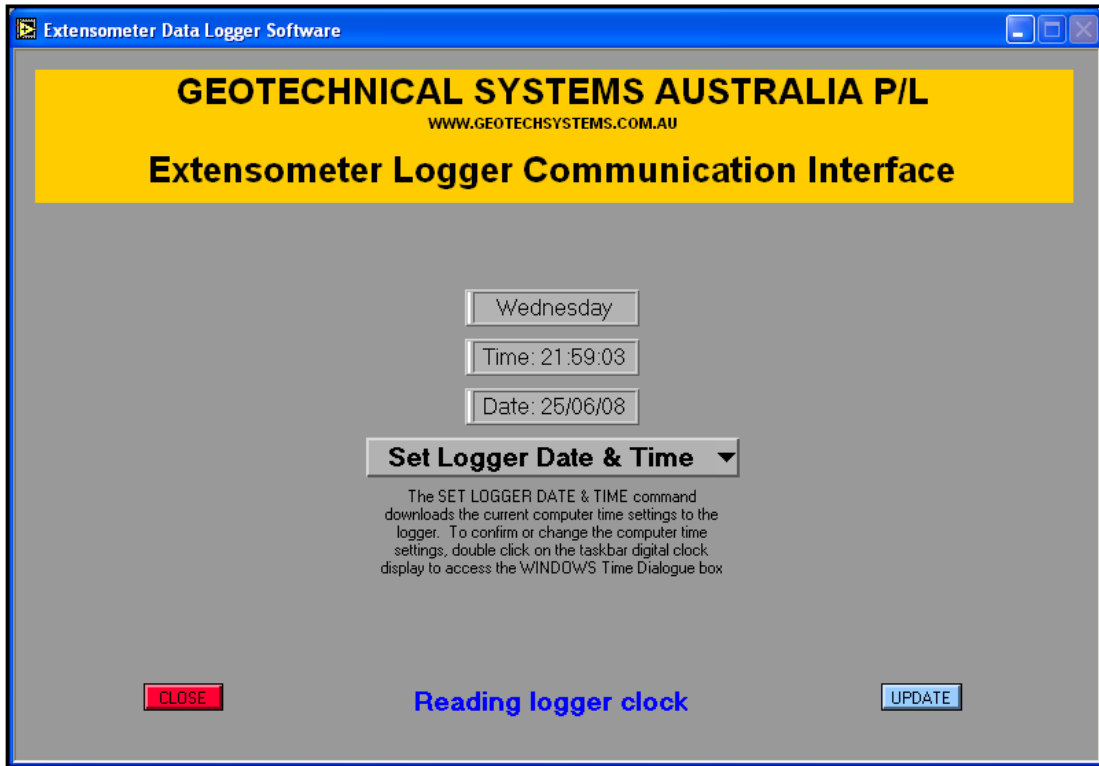 Extensometer Data Logger Software
GEOTECHNICAL SYSTEMS AUSTRALIA P/L
WWW.GEOTECHSYSTEMS.COM.AU
Extensometer Logger Communication Interface
Wednesday
Time: 21:59:03
Date: 25/06/08
Set Logger Date & Time
The SET LOGGER DATE & TIME command
downloads the current computer time settings to the
logger. To confirm or change the computer time
settings, double click on the taskbar digital clock
display to access the WINDOWS Time Dialogue box
CLOSE
Reading logger clock
UPDATE